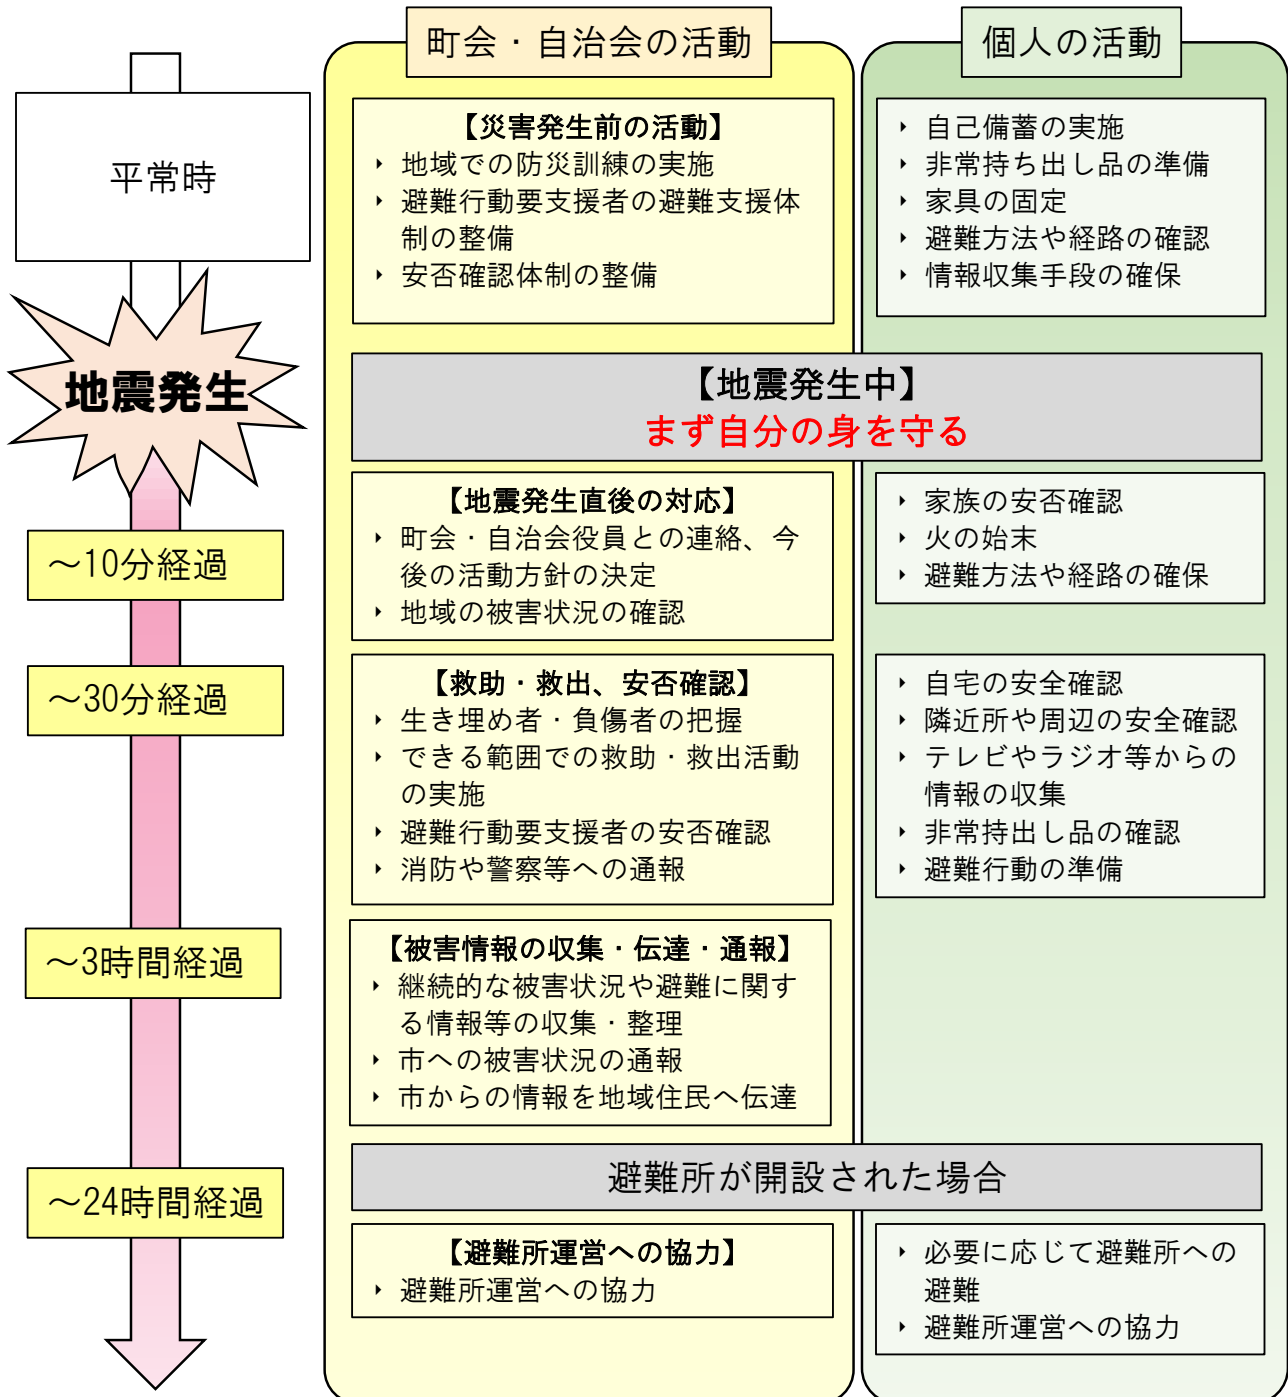 町会・自治会の活動
個人の活動
平常時
【災害発生前の活動】
‣ 地域での防災訓練の実施
‣ 避難行動要支援者の避難支援体
制の整備
‣ 安否確認体制の整備
‣ 自己備蓄の実施
‣ 非常持ち出し品の準備
‣ 家具の固定
‣ 避難方法や経路の確認
‣ 情報収集手段の確保
地震発生
【地震発生中】
まず自分の身を守る
～10分経過
【地震発生直後の対応】
‣ 町会・自治会役員との連絡、今
後の活動方針の決定
‣ 地域の被害状況の確認
‣ 家族の安否確認
‣ 火の始末
‣ 避難方法や経路の確保
～30分経過
【救助・救出、安否確認】
‣ 生き埋め者・負傷者の把握
‣ できる範囲での救助・救出活動
の実施
‣ 避難行動要支援者の安否確認
‣ 消防や警察等への通報
‣ 自宅の安全確認
‣ 隣近所や周辺の安全確認
‣ テレビやラジオ等からの
情報の収集
‣ 非常持出し品の確認
‣ 避難行動の準備
～3時間経過
【被害情報の収集・伝達・通報】
‣ 継続的な被害状況や避難に関す
る情報等の収集・整理
‣ 市への被害状況の通報
‣ 市からの情報を地域住民へ伝達
～24時間経過
避難所が開設された場合
【避難所運営への協力】
‣ 避難所運営への協力
‣ 必要に応じて避難所への
避難
‣ 避難所運営への協力